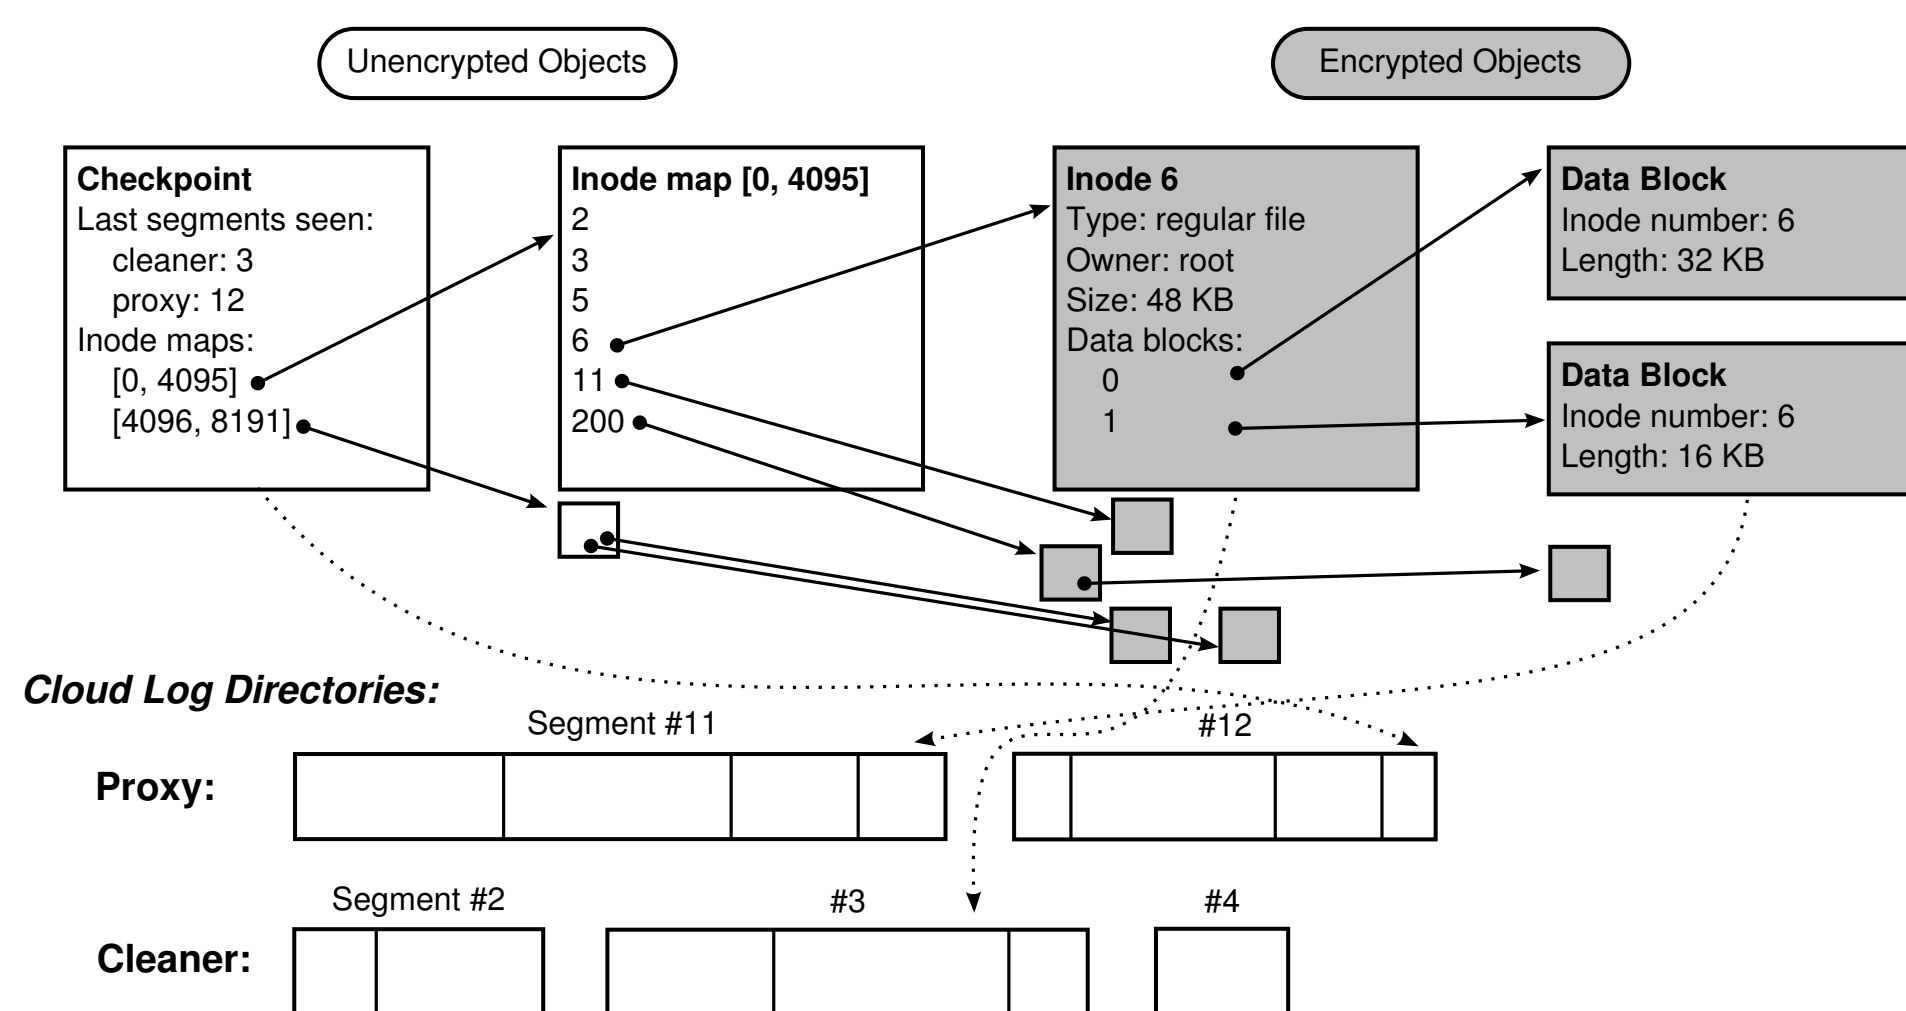 Unencrypted Objects
Encrypted Objects
Checkpoint
Last segments seen:
cleaner: 3
proxy: 12
Inode maps:
[0, 4095]
[4096, 8191]
Inode map [0, 4095]
2
3
5
6
11
200
Inode 6
Type: regular file
Owner: root
Size: 48 KB
Data blocks:
0
1
Data Block
Inode number: 6
Length: 32 KB
Data Block
Inode number: 6
Length: 16 KB
Cloud Log Directories:
Segment #11
#12
Proxy:
Segment #2
#3
#4
Cleaner: